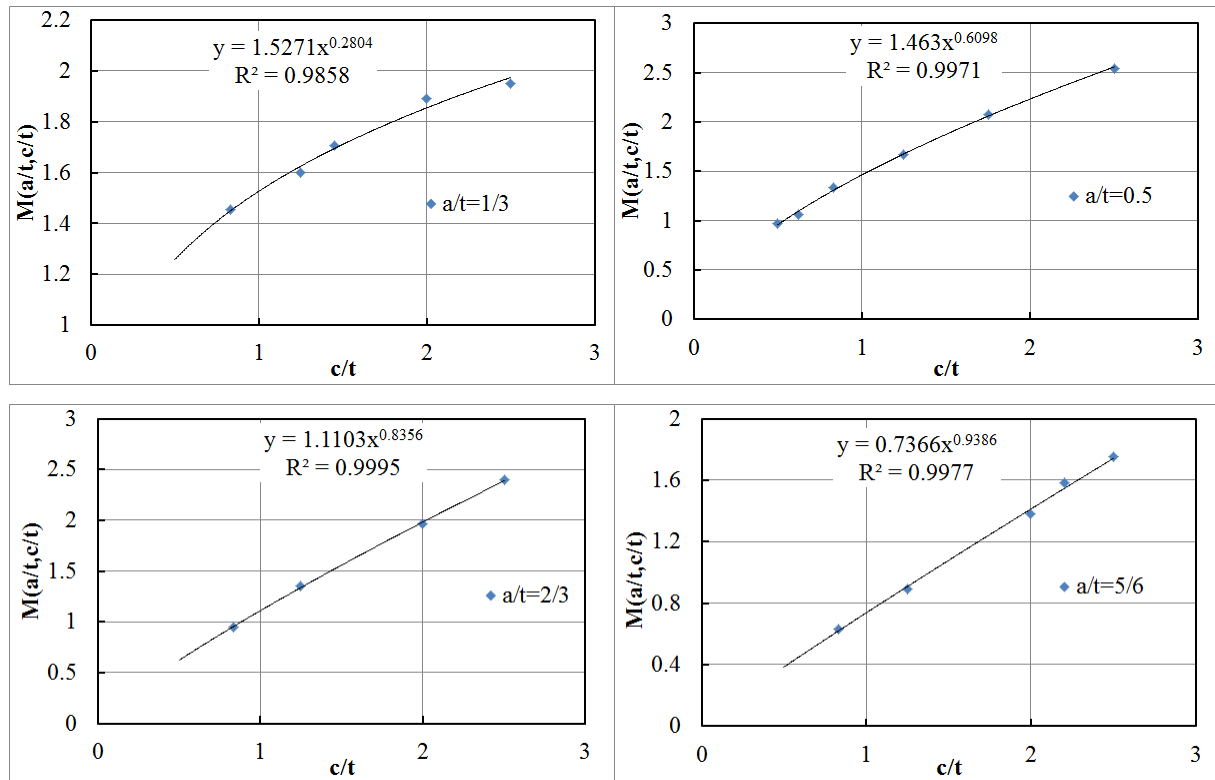 y = 1.5271x^0.2804
R² = 0.9858
M(a/t,c/t)
2.2
2
1.8
1.6
1.4
1.2
1
0 1 2 3
c/t
a/t=1/3
y = 1.463x^0.6098
R² = 0.9971
M(a/t,c/t)
3
2.5
2
1.5
1
0.5
0
0 1 2 3
c/t
a/t=0.5
y = 1.1103x^0.8356
R² = 0.9995
M(a/t,c/t)
3
2.5
2
1.5
1
0.5
0
0 1 2 3
c/t
a/t=2/3
y = 0.7366x^0.9386
R² = 0.9977
M(a/t,c/t)
2
1.6
1.2
0.8
0.4
0
0 1 2 3
c/t
a/t=5/6